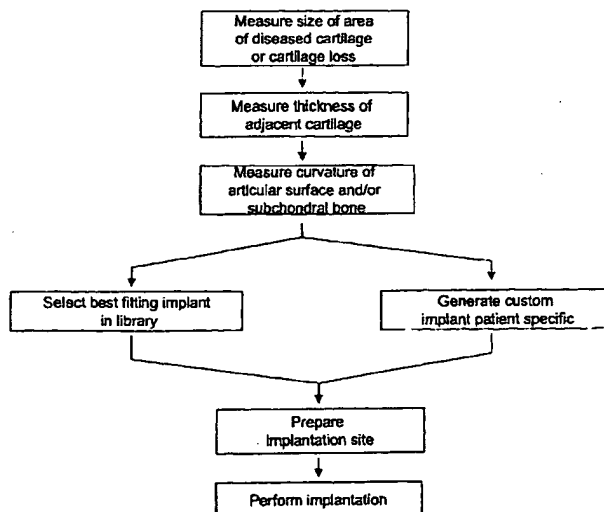 Measure size of area
of diseased cartilage
or cartilage loss
Measure thickness of
adjacent cartilage
Measure curvature of
articular surface and/or
subchondral bone
Select best fitting implant
in library
Generate custom
implant patient specific
Prepare
implantation site
Perform implantation